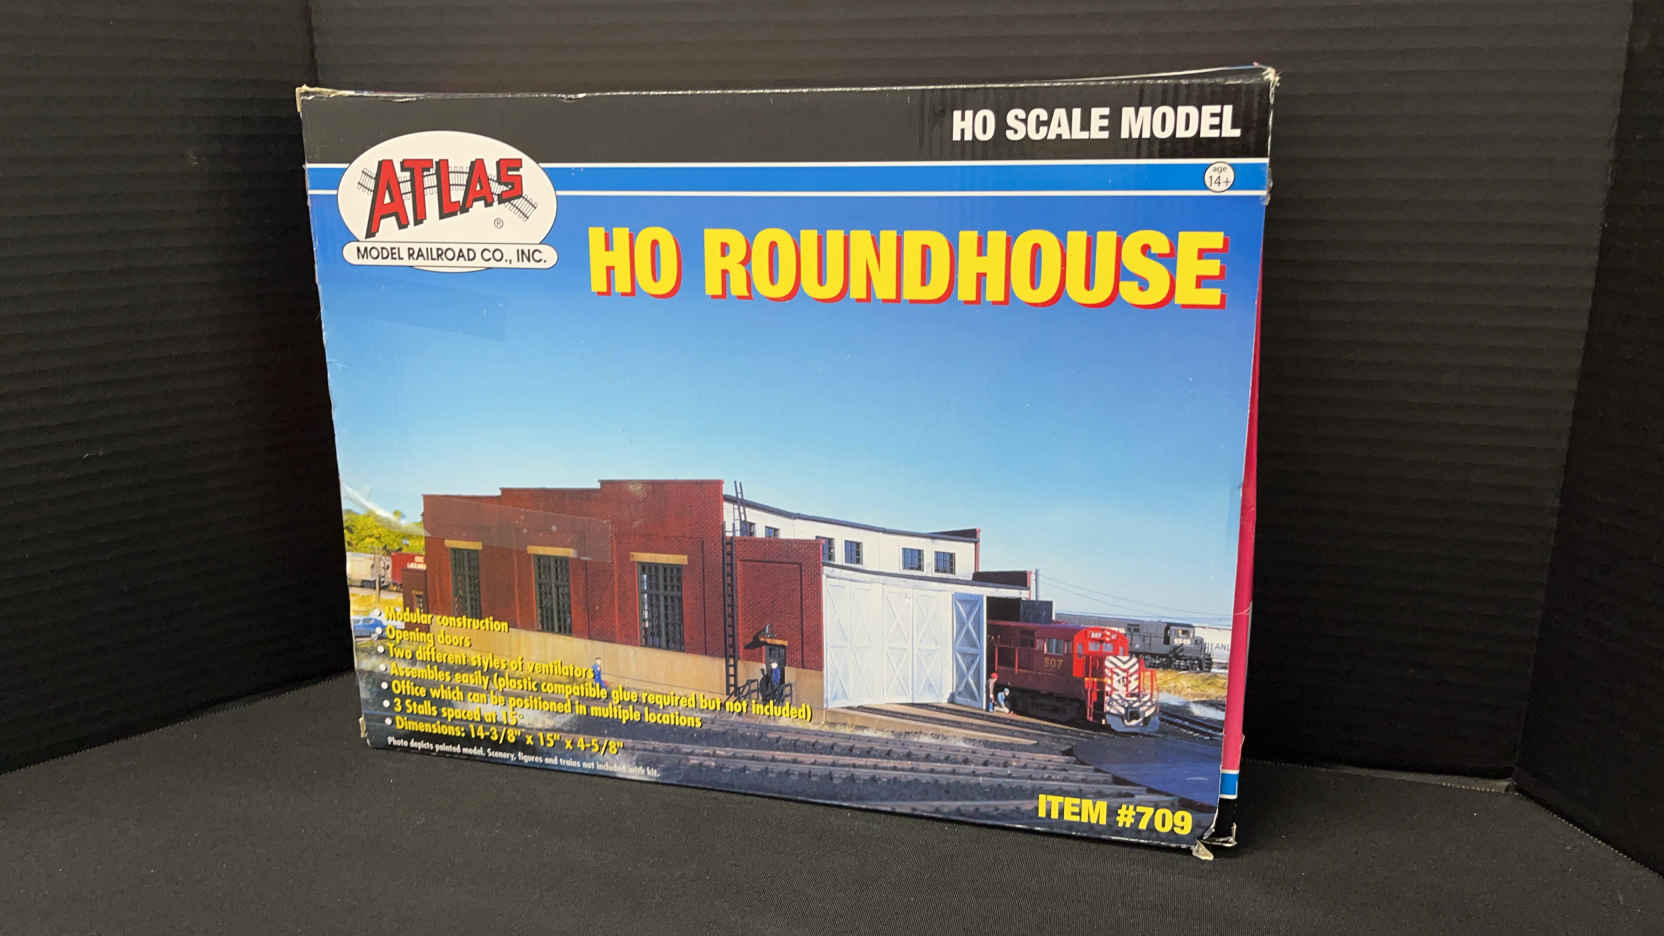 HO SCALE MODEL
ATLAS
®
MODEL RAILROAD CO., INC.
age
14+
HO ROUNDHOUSE
• Modular construction
• Opening doors
• Two different styles of ventilators
• Assembles easily (plastic compatible glue required but not included)
• Office which can be positioned in multiple locations
• 3 Stalls spaced at 15°
• Dimensions: 14-3/8" x 15" x 4-5/8"
Photo depicts painted model. Scenery, figures and trains not included with kit.
507
ITEM #709